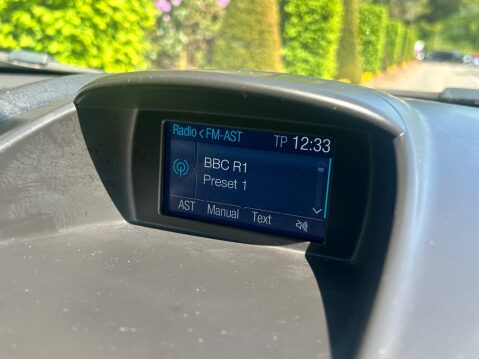 Radio < FM-AST TP 12:33
BBC R1
Preset 1
AST Manual Text